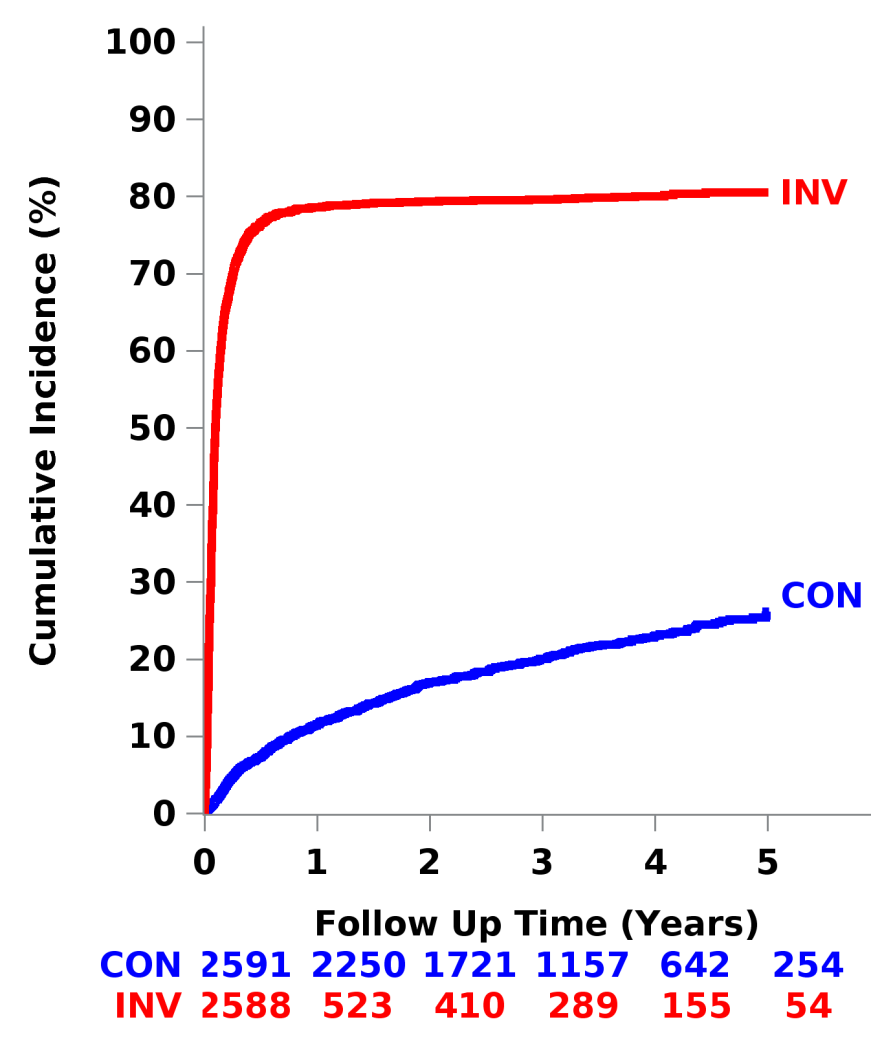 Cumulative Incidence (%)
100
90
80
70
60
50
40
30
20
10
0
INV
CON
0 1 2 3 4 5
Follow Up Time (Years)
CON 2591 2250 1721 1157 642 254
INV 2588 523 410 289 155 54